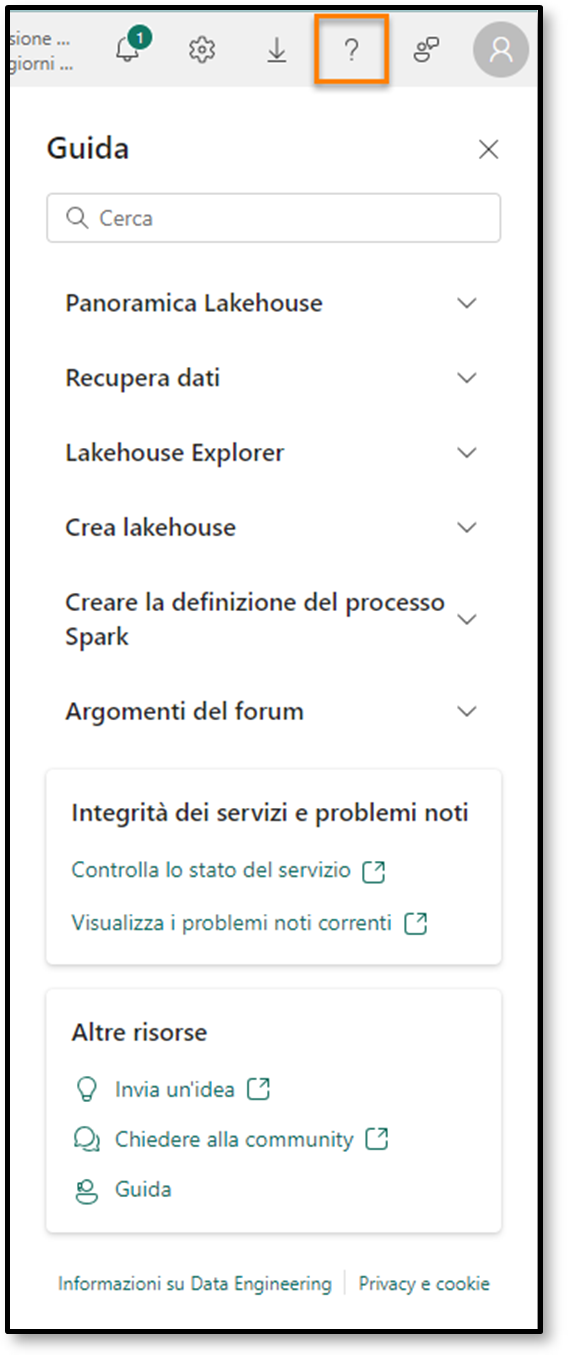 sione ...
giorni ...
1
?
Guida
Cerca
Panoramica Lakehouse
Recupera dati
Lakehouse Explorer
Crea lakehouse
Creare la definizione del processo
Spark
Argomenti del forum
Integrità dei servizi e problemi noti
Controlla lo stato del servizio
Visualizza i problemi noti correnti
Altre risorse
Invia un'idea
Chiedere alla community
Guida
Informazioni su Data Engineering
Privacy e cookie